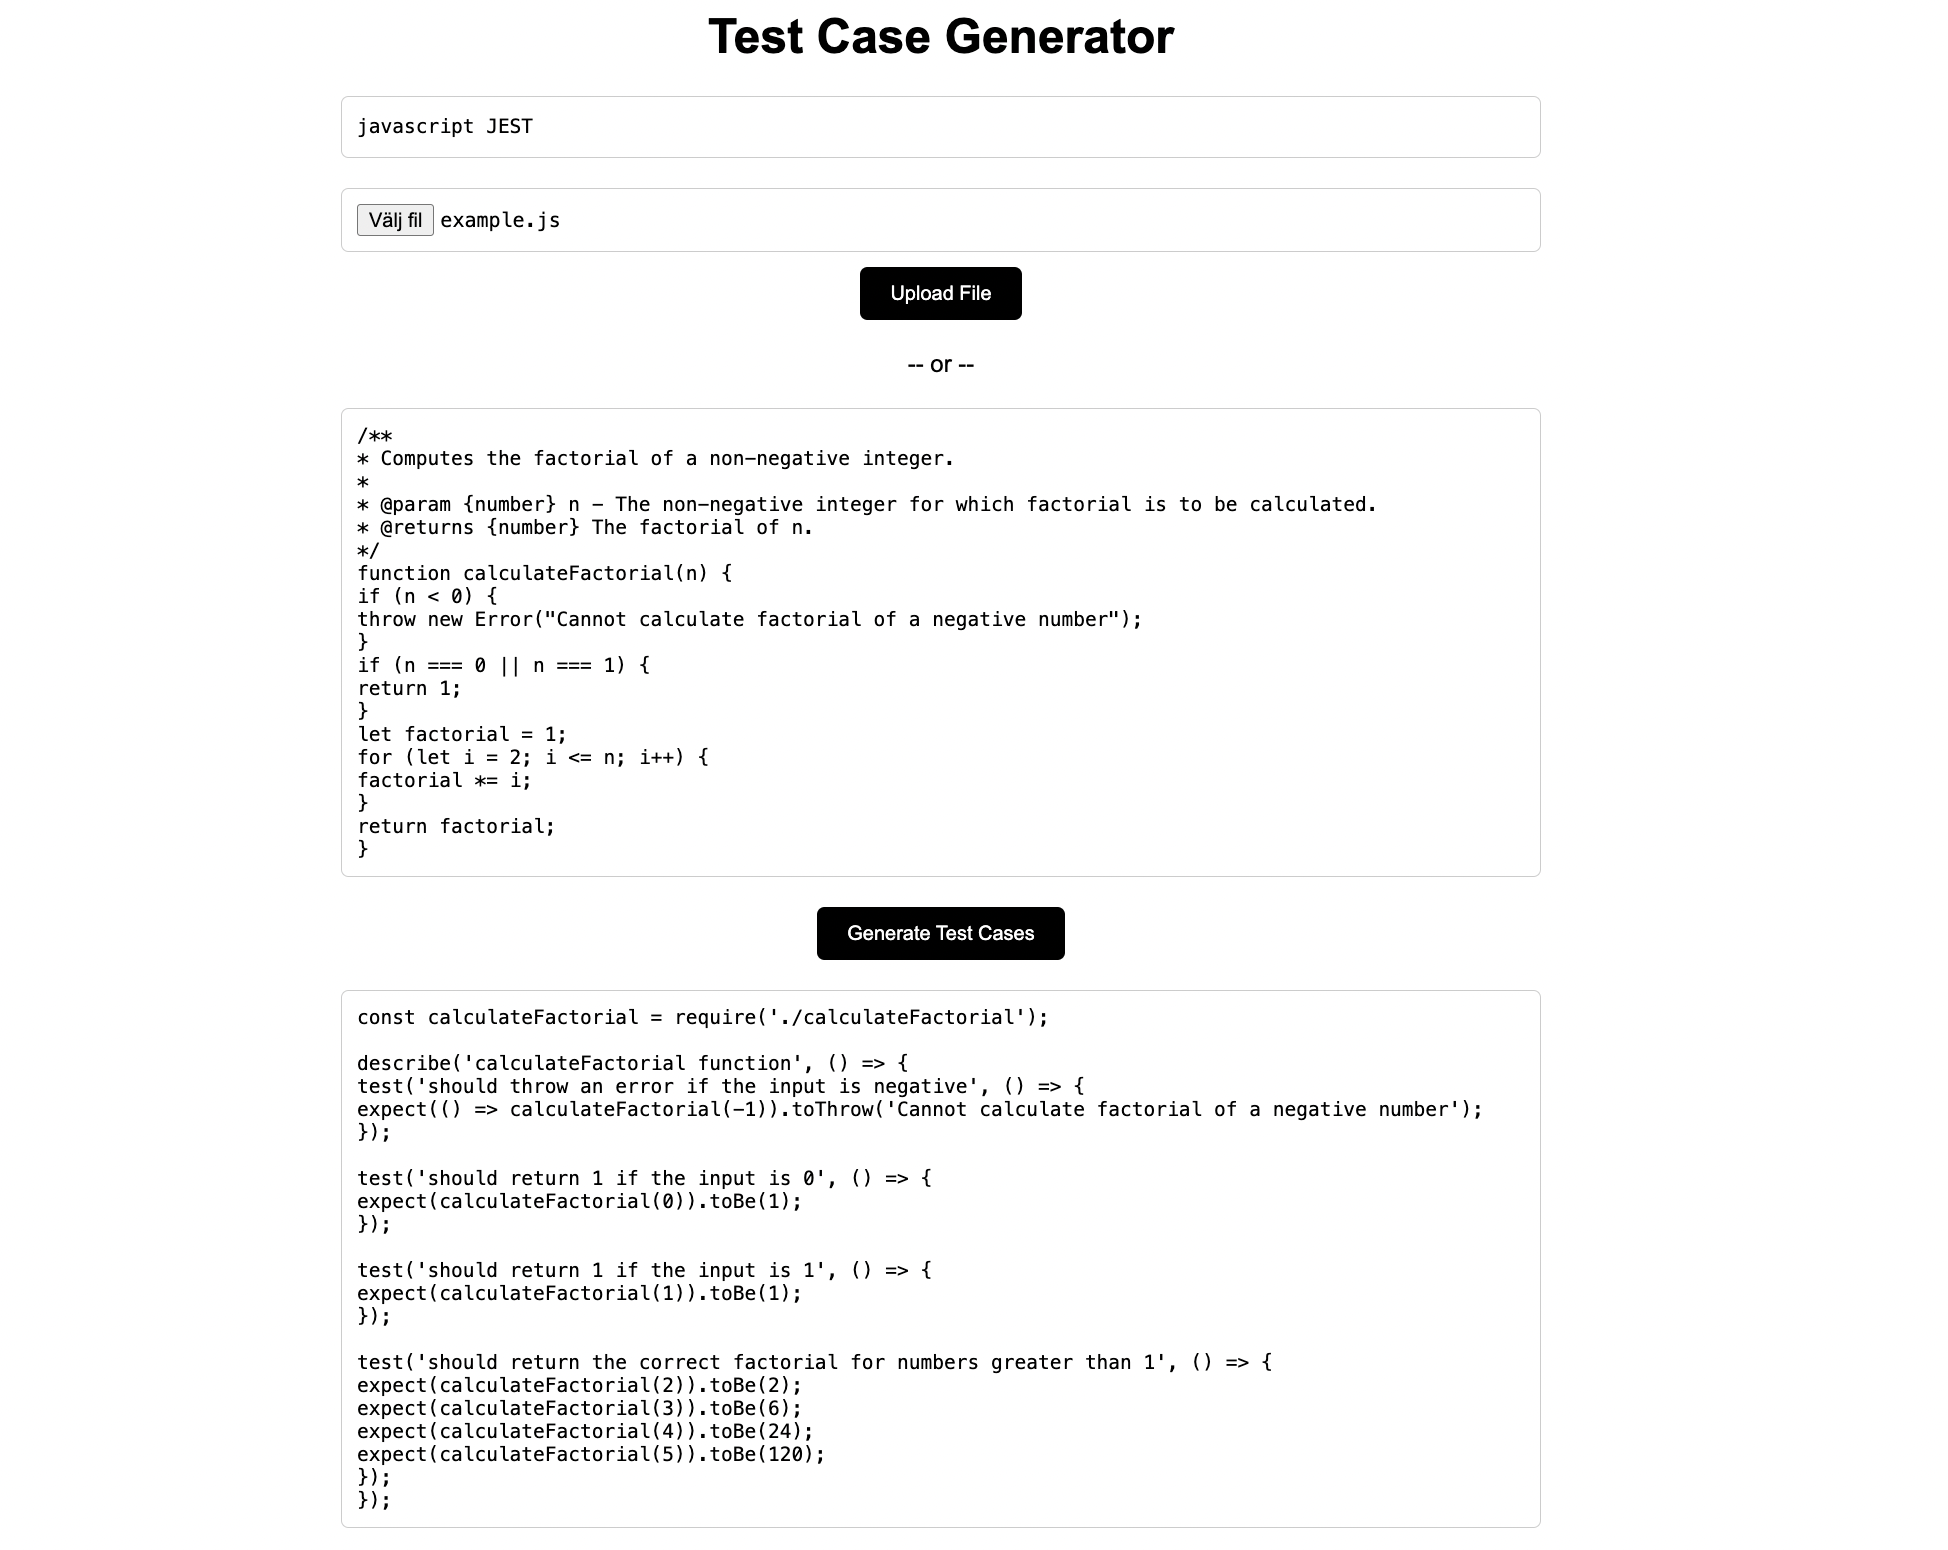 Test Case Generator
javascript JEST
Välj fil example.js
Upload File
-- or --
/**
* Computes the factorial of a non-negative integer.
*
* @param {number} n - The non-negative integer for which factorial is to be calculated.
* @returns {number} The factorial of n.
*/
function calculateFactorial(n) {
if (n < 0) {
throw new Error("Cannot calculate factorial of a negative number");
}
if (n === 0 || n === 1) {
return 1;
}
let factorial = 1;
for (let i = 2; i <= n; i++) {
factorial *= i;
}
return factorial;
}
Generate Test Cases
const calculateFactorial = require('./calculateFactorial');
describe('calculateFactorial function', () => {
test('should throw an error if the input is negative', () => {
expect(() => calculateFactorial(-1)).toThrow('Cannot calculate factorial of a negative number');
});
test('should return 1 if the input is 0', () => {
expect(calculateFactorial(0)).toBe(1);
});
test('should return 1 if the input is 1', () => {
expect(calculateFactorial(1)).toBe(1);
});
test('should return the correct factorial for numbers greater than 1', () => {
expect(calculateFactorial(2)).toBe(2);
expect(calculateFactorial(3)).toBe(6);
expect(calculateFactorial(4)).toBe(24);
expect(calculateFactorial(5)).toBe(120);
});
});